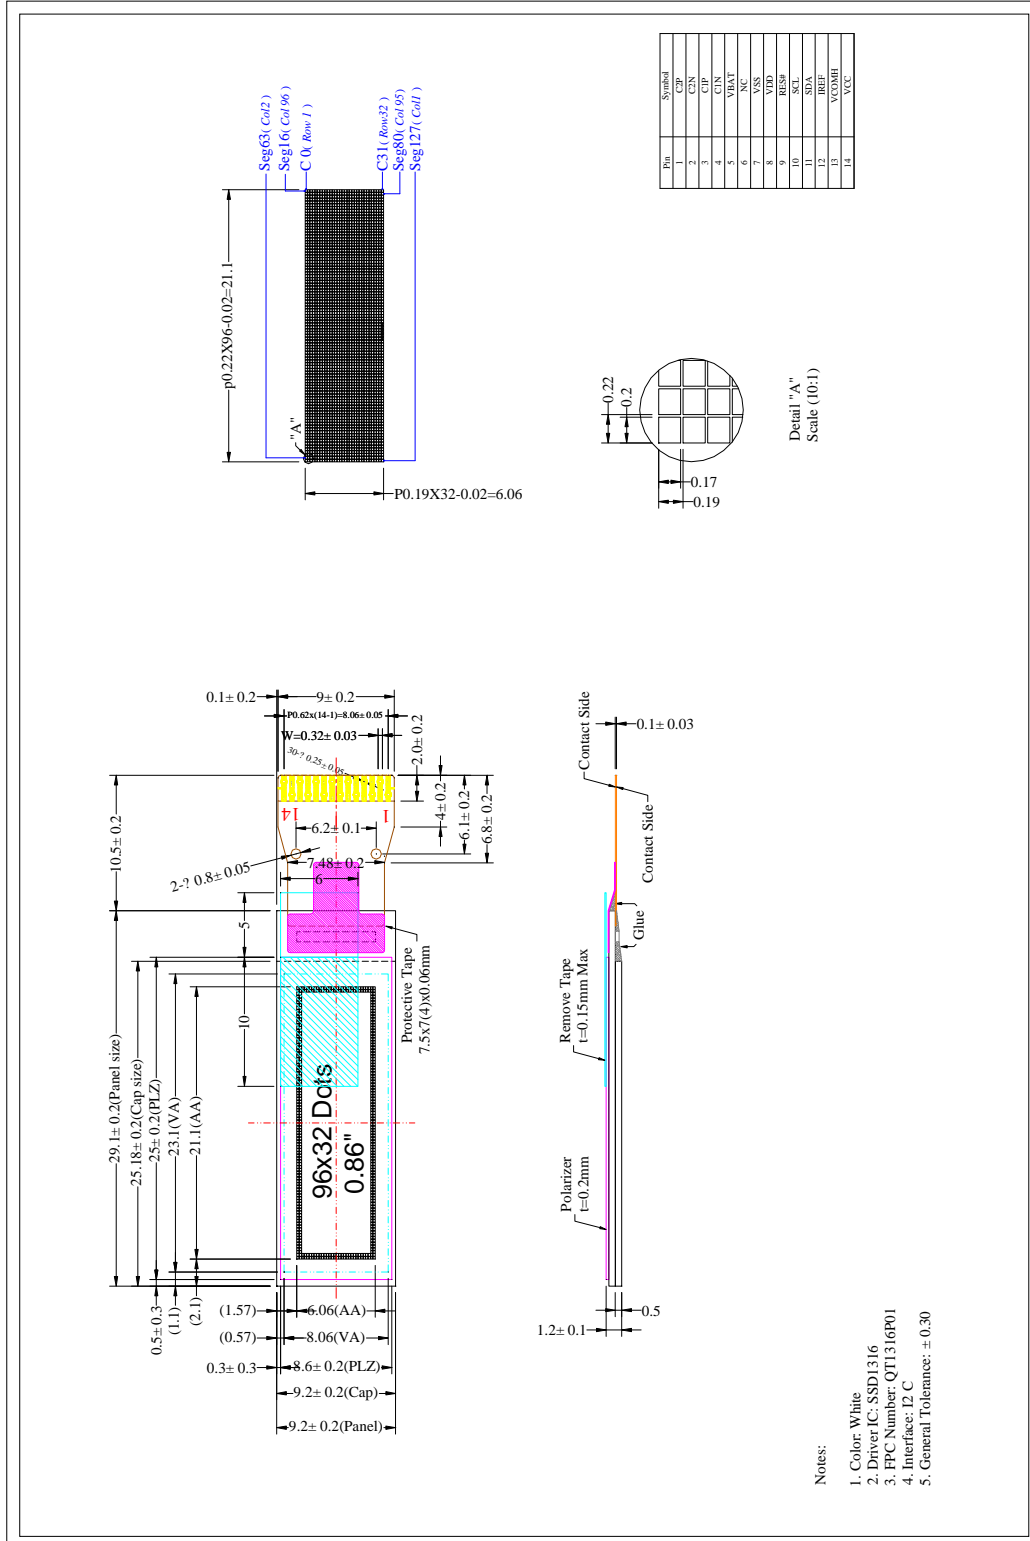 Pin Symbol
1 C2P
2 C2N
3 C1P
4 C1N
5 VBAT
6 NC
7 VSS
8 VDD
9 RES#
10 SCL
11 SDA
12 IREF
13 VCOMH
14 VCC
Seg63( Col2 )
Seg16( Col 96 )
C 0( Row 1 )
C31( Row32 )
Seg80( Col 95)
Seg127( Col1 )
p0.22X96-0.02=21.1
"A"
P0.19X32-0.02=6.06
0.22
0.2
0.17
0.19
Detail "A"
Scale (10:1)
0.1± 0.2
9± 0.2
P0.62x(14-1)=8.06± 0.05
W=0.32± 0.03
30-? 0.25± 0.05
2.0± 0.2
4± 0.2
6.1± 0.2
6.8± 0.2
10.5± 0.2
14
1
6.2± 0.1
2-? 0.8± 0.05
7.48± 0.2
6
5
10
Protective Tape
7.5x7(4)x0.06mm
29.1± 0.2(Panel size)
25.18± 0.2(Cap size)
25± 0.2(PLZ)
23.1(VA)
21.1(AA)
96x32 Dots
0.86"
0.5± 0.3
(1.1)
(2.1)
(1.57)
6.06(AA)
(0.57)
8.06(VA)
0.3± 0.3
8.6± 0.2(PLZ)
9.2± 0.2(Cap)
9.2± 0.2(Panel)
Contact Side
0.1± 0.03
Contact Side
Glue
Remove Tape
t=0.15mm Max
Polarizer
t=0.2mm
0.5
1.2± 0.1
Notes:
1. Color: White
2. Driver IC: SSD1316
3. FPC Number: QT1316P01
4. Interface: I2 C
5. General Tolerance: ± 0.30